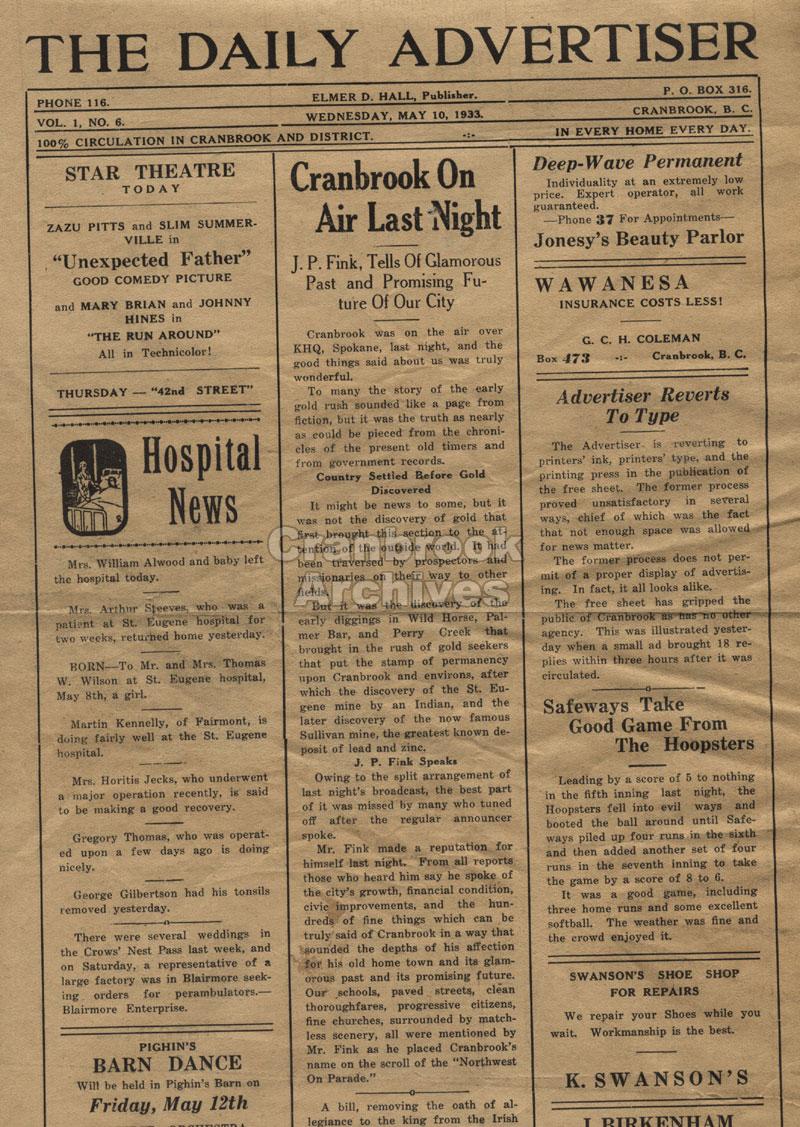 THE DAILY ADVERTISER
PHONE 116.
ELMER D. HALL, Publisher.
P. O. BOX 316.
VOL. 1, NO. 6.
WEDNESDAY, MAY 10, 1933.
CRANBROOK, B. C.
100% CIRCULATION IN CRANBROOK AND DISTRICT.
-:-
IN EVERY HOME EVERY DAY.
STAR THEATRE
TODAY
ZAZU PITTS and SLIM SUMMER-
VILLE in
"Unexpected Father"
GOOD COMEDY PICTURE
and MARY BRIAN and JOHNNY
HINES in
"THE RUN AROUND"
All in Technicolor!
THURSDAY — "42nd STREET"
Hospital
News
Mrs. William Alwood and baby left
the hospital today.
Mrs. Arthur Steeves, who was a
patient at St. Eugene hospital for
two weeks, returned home yesterday.
BORN—To Mr. and Mrs. Thomas
W. Wilson at St. Eugene hospital,
May 8th, a girl.
Martin Kennelly, of Fairmont, is
doing fairly well at the St. Eugene
hospital.
Mrs. Horitis Jecks, who underwent
a major operation recently, is said
to be making a good recovery.
Gregory Thomas, who was operat-
ed upon a few days ago is doing
nicely.
George Gilbertson had his tonsils
removed yesterday.
There were several weddings in
the Crows' Nest Pass last week, and
on Saturday, a representative of a
large factory was in Blairmore seek-
ing orders for perambulators.—
Blairmore Enterprise.
PIGHIN'S
BARN DANCE
Will be held in Pighin's Barn on
Friday, May 12th
ORCHESTRA
Cranbrook On
Air Last Night
J. P. Fink, Tells Of Glamorous
Past and Promising Fu-
ture Of Our City
Cranbrook was on the air over
KHQ, Spokane, last night, and the
good things said about us was truly
wonderful.
To many the story of the early
gold rush sounded like a page from
fiction, but it was the truth as nearly
as could be pieced from the chroni-
cles of the present old timers and
from government records.
Country Settled Before Gold
Discovered
It might be news to some, but it
was not the discovery of gold that
first brought this section to the at-
tention of the outside world. It had
been traversed by prospectors and
missionaries on their way to other
fields.
But it was the discovery of the
early diggings in Wild Horse, Pal-
mer Bar, and Perry Creek that
brought in the rush of gold seekers
that put the stamp of permanency
upon Cranbrook and environs, after
which the discovery of the St. Eu-
gene mine by an Indian, and the
later discovery of the now famous
Sullivan mine, the greatest known de-
posit of lead and zinc.
J. P. Fink Speaks
Owing to the split arrangement of
last night's broadcast, the best part
of it was missed by many who tuned
off after the regular announcer
spoke.
Mr. Fink made a reputation for
himself last night. From all reports
those who heard him say he spoke of
the city's growth, financial condition,
civic improvements, and the hun-
dreds of fine things which can be
truly said of Cranbrook in a way that
sounded the depths of his affection
for his old home town and its glam-
orous past and its promising future.
Our schools, paved streets, clean
thoroughfares, progressive citizens,
fine churches, surrounded by match-
less scenery, all were mentioned by
Mr. Fink as he placed Cranbrook's
name on the scroll of the "Northwest
On Parade."
A bill, removing the oath of al-
legiance to the king from the Irish
Deep-Wave Permanent
Individuality at an extremely low
price. Expert operator, all work
guaranteed.
—Phone 37 For Appointments—
Jonesy's Beauty Parlor
WAWANESA
INSURANCE COSTS LESS!
G. C. H. COLEMAN
Box 473 -:- Cranbrook, B. C.
Advertiser Reverts
To Type
The Advertiser is reverting to
printers' ink, printers' type, and the
printing press in the publication of
the free sheet. The former process
proved unsatisfactory in several
ways, chief of which was the fact
that not enough space was allowed
for news matter.
The former process does not per-
mit of a proper display of advertis-
ing. In fact, it all looks alike.
The free sheet has gripped the
public of Cranbrook as has no other
agency. This was illustrated yester-
day when a small ad brought 18 re-
plies within three hours after it was
circulated.
Safeways Take
Good Game From
The Hoopsters
Leading by a score of 5 to nothing
in the fifth inning last night, the
Hoopsters fell into evil ways and
booted the ball around until Safe-
ways piled up four runs in the sixth
and then added another set of four
runs in the seventh inning to take
the game by a score of 8 to 6.
It was a good game, including
three home runs and some excellent
softball. The weather was fine and
the crowd enjoyed it.
SWANSON'S SHOE SHOP
FOR REPAIRS
We repair your Shoes while you
wait. Workmanship is the best.
K. SWANSON'S
J. BIRKENHAM
Cranbrook
Archives